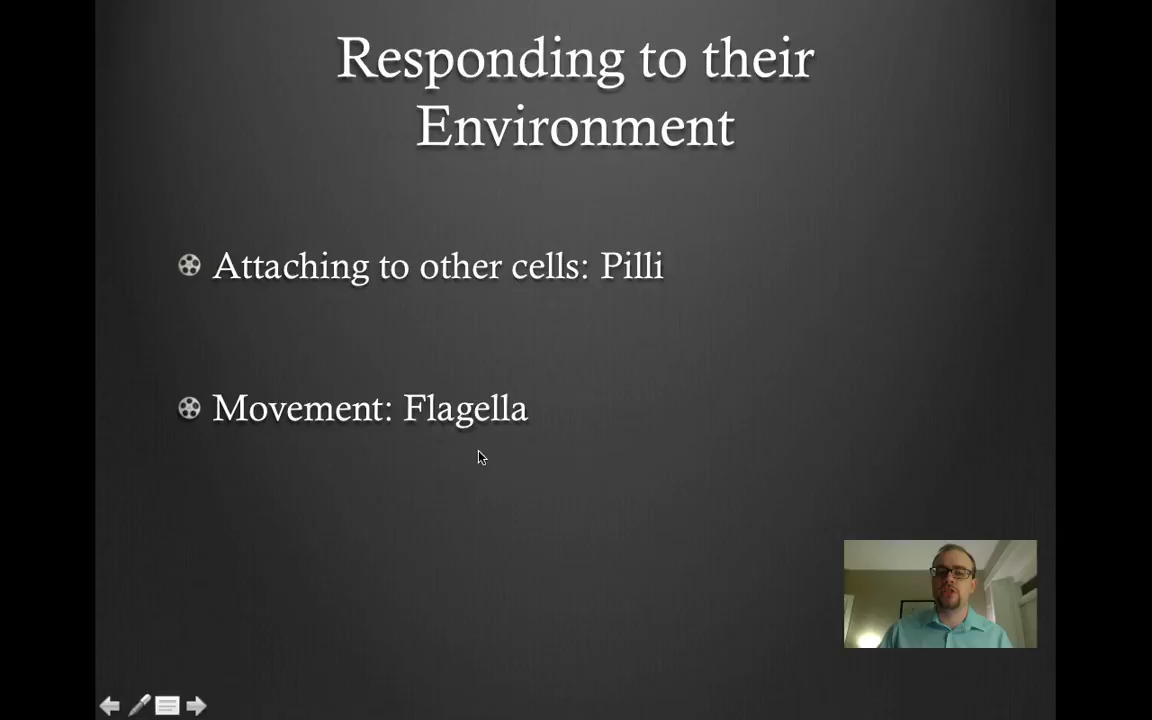 Responding to their
Environment
Attaching to other cells: Pilli
Movement: Flagella